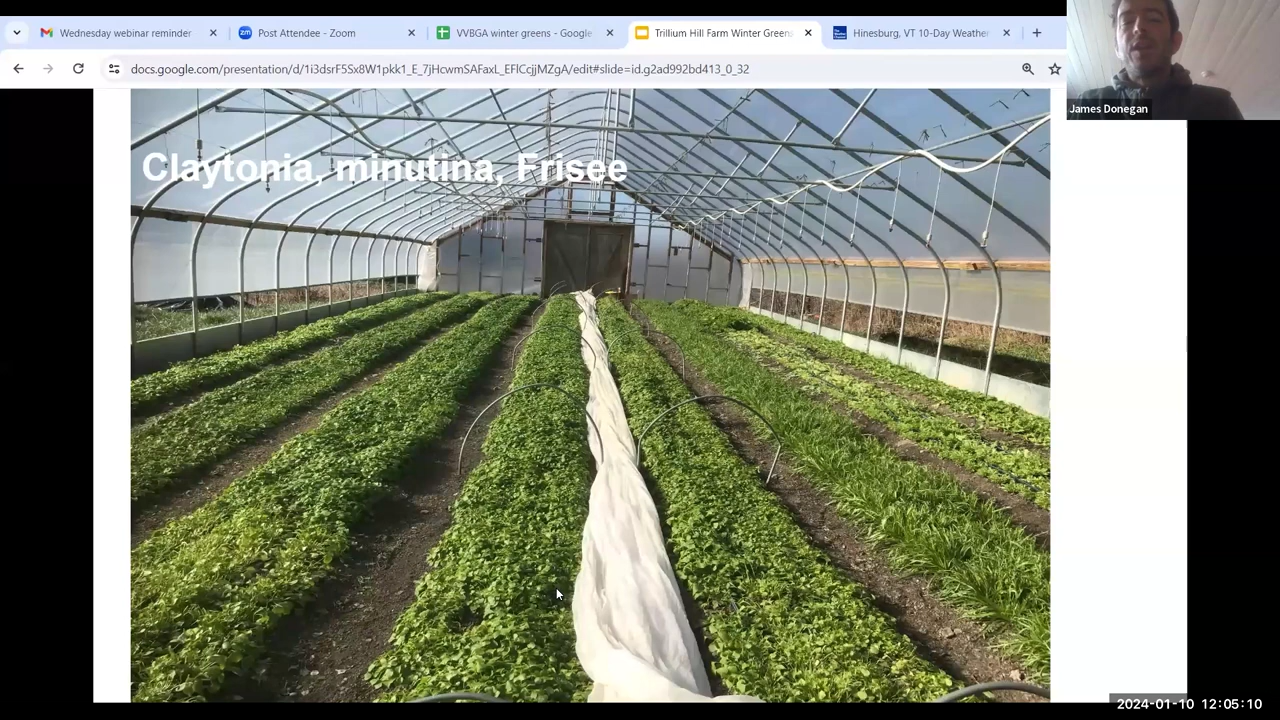 Wednesday webinar reminder
Post Attendee - Zoom
VVBGA winter greens - Google
Trillium Hill Farm Winter Greens
Hinesburg, VT 10-Day Weather
docs.google.com/presentation/d/1i3dsrF5Sx8W1pkk1_E_7jHcwmSAFaxL_EFlCcjjMZgA/edit#slide=id.g2ad992bd413_0_32
James Donegan
Claytonia, minutina, Frisee
2024-01-10 12:05:10